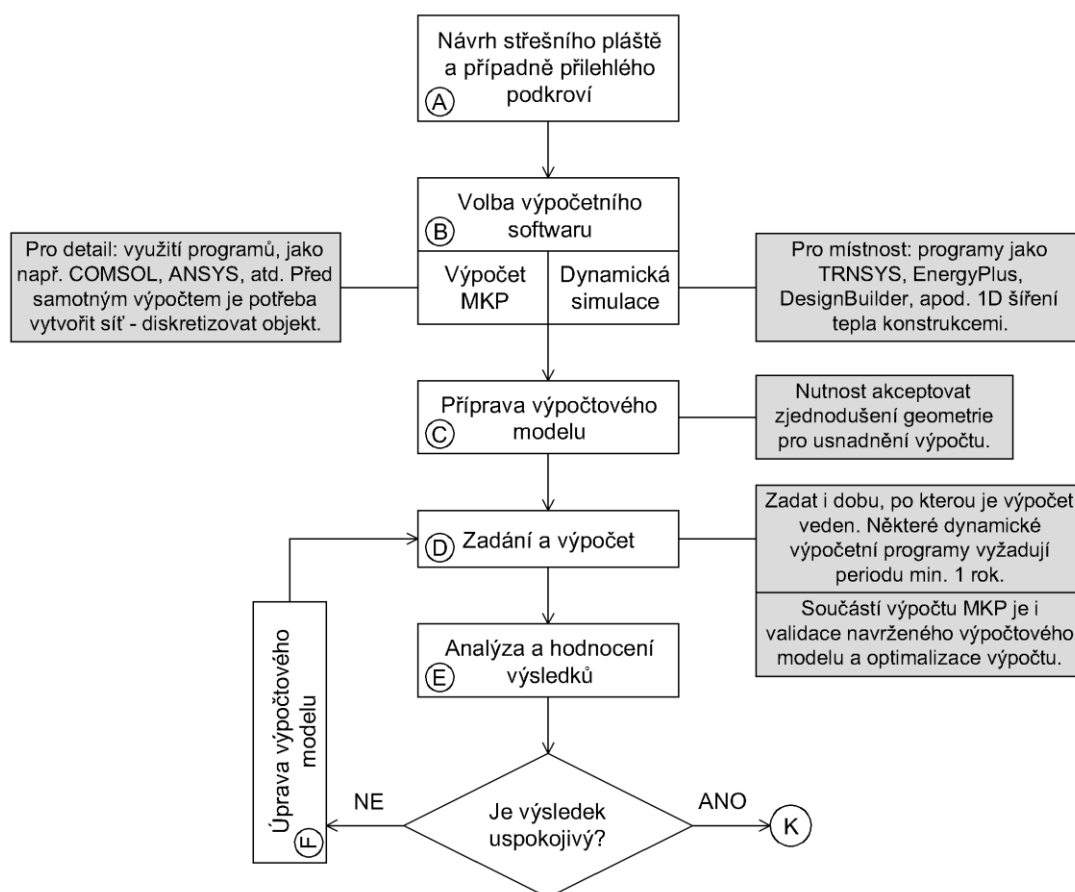 Návrh střešního pláště
a případně přilehlého
podkroví
A
Volba výpočetního
softwaru
B
Výpočet
MKP
Dynamická
simulace
Pro detail: využití programů, jako
např. COMSOL, ANSYS, atd. Před
samotným výpočtem je potřeba
vytvořit síť - diskretizovat objekt.
Pro místnost: programy jako
TRNSYS, EnergyPlus,
DesignBuilder, apod. 1D šíření
tepla konstrukcemi.
Příprava výpočtového
modelu
C
Nutnost akceptovat
zjednodušení geometrie
pro usnadnění výpočtu.
Zadání a výpočet
D
Zadat i dobu, po kterou je výpočet
veden. Některé dynamické
výpočetní programy vyžadují
periodu min. 1 rok.
Součástí výpočtu MKP je i
validace navrženého výpočtového
modelu a optimalizace výpočtu.
Analýza a hodnocení
výsledků
E
Úprava výpočtového
modelu
F
NE
Je výsledek
uspokojivý?
ANO
K